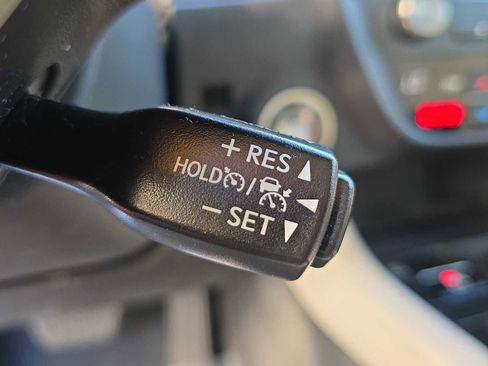 + RES ▲
HOLD / ◄
− SET ▼